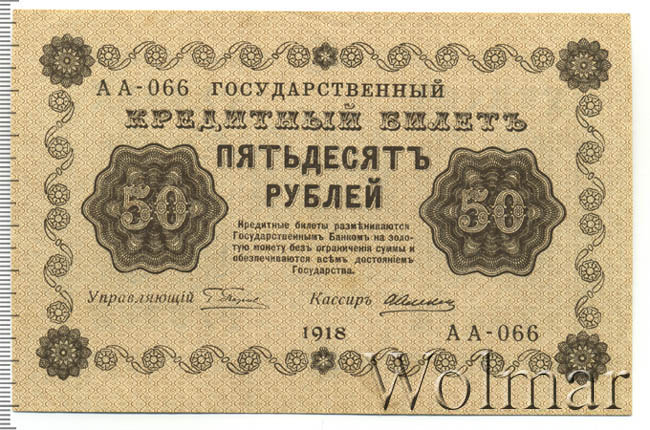 АА-066 ГОСУДАРСТВЕННЫЙ
КРЕДИТНЫЙ БИЛЕТЪ
ПЯТЬДЕСЯТЪ
РУБЛЕЙ
50
50
Кредитные билеты размѣниваются
Государственнымъ Банкомъ на золо-
тую монету безъ ограниченія суммы и
обезпечиваются всѣмъ достояніемъ
Государства.
Управляющій
Кассиръ
1918
АА-066
Wolmar